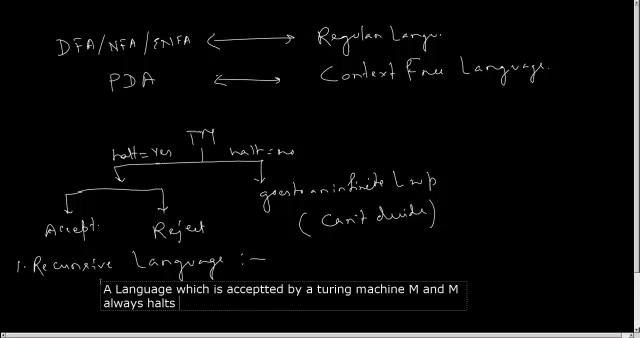 DFA/NFA/ENFA ⟷ Regular Langu.
PDA ⟷ Context Free Language.
TM
halt=Yes halt=no
goes to an infinite Loop
(Can't divide)
Accept. Reject
1. Recursive Language :-
A Language which is acceptted by a turing machine M and M
always halts